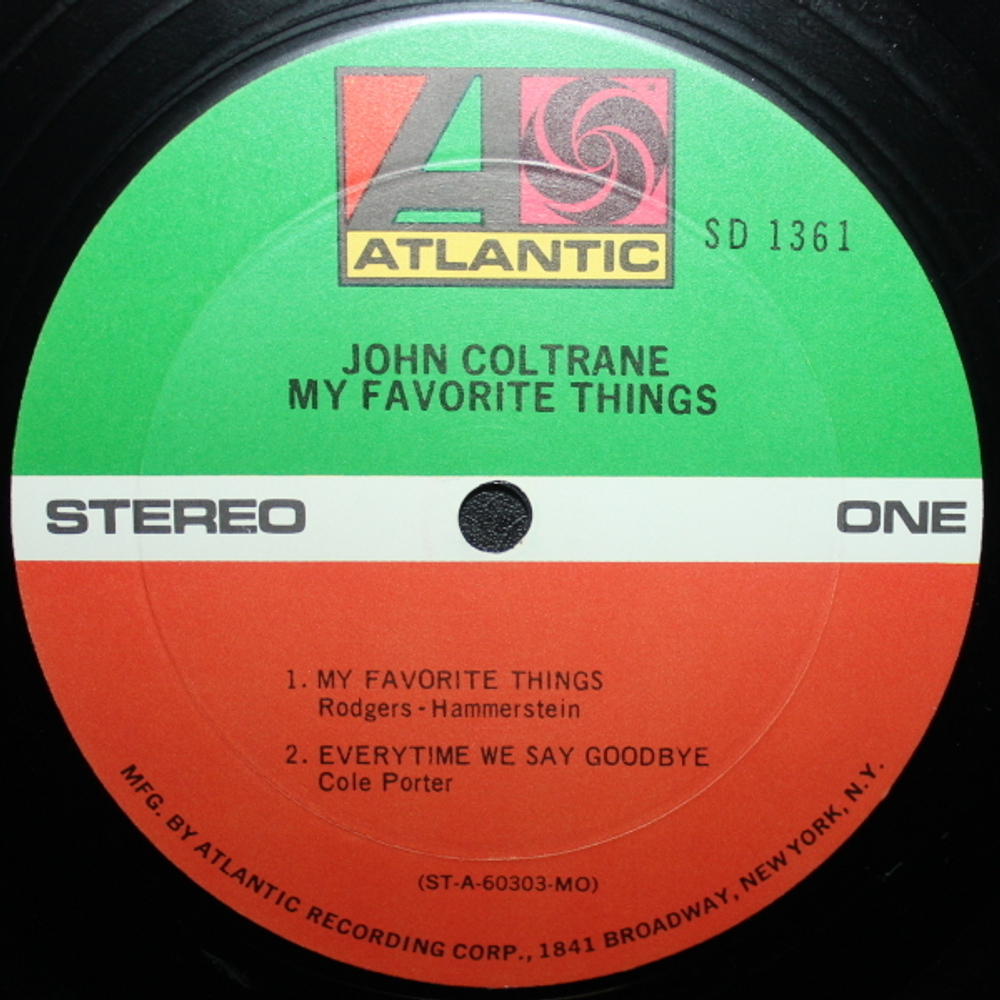 ATLANTIC
SD 1361
JOHN COLTRANE
MY FAVORITE THINGS
STEREO
ONE
1. MY FAVORITE THINGS
Rodgers - Hammerstein
2. EVERYTIME WE SAY GOODBYE
Cole Porter
(ST-A-60303-MO)
MFG. BY ATLANTIC RECORDING CORP., 1841 BROADWAY, NEW YORK, N.Y.